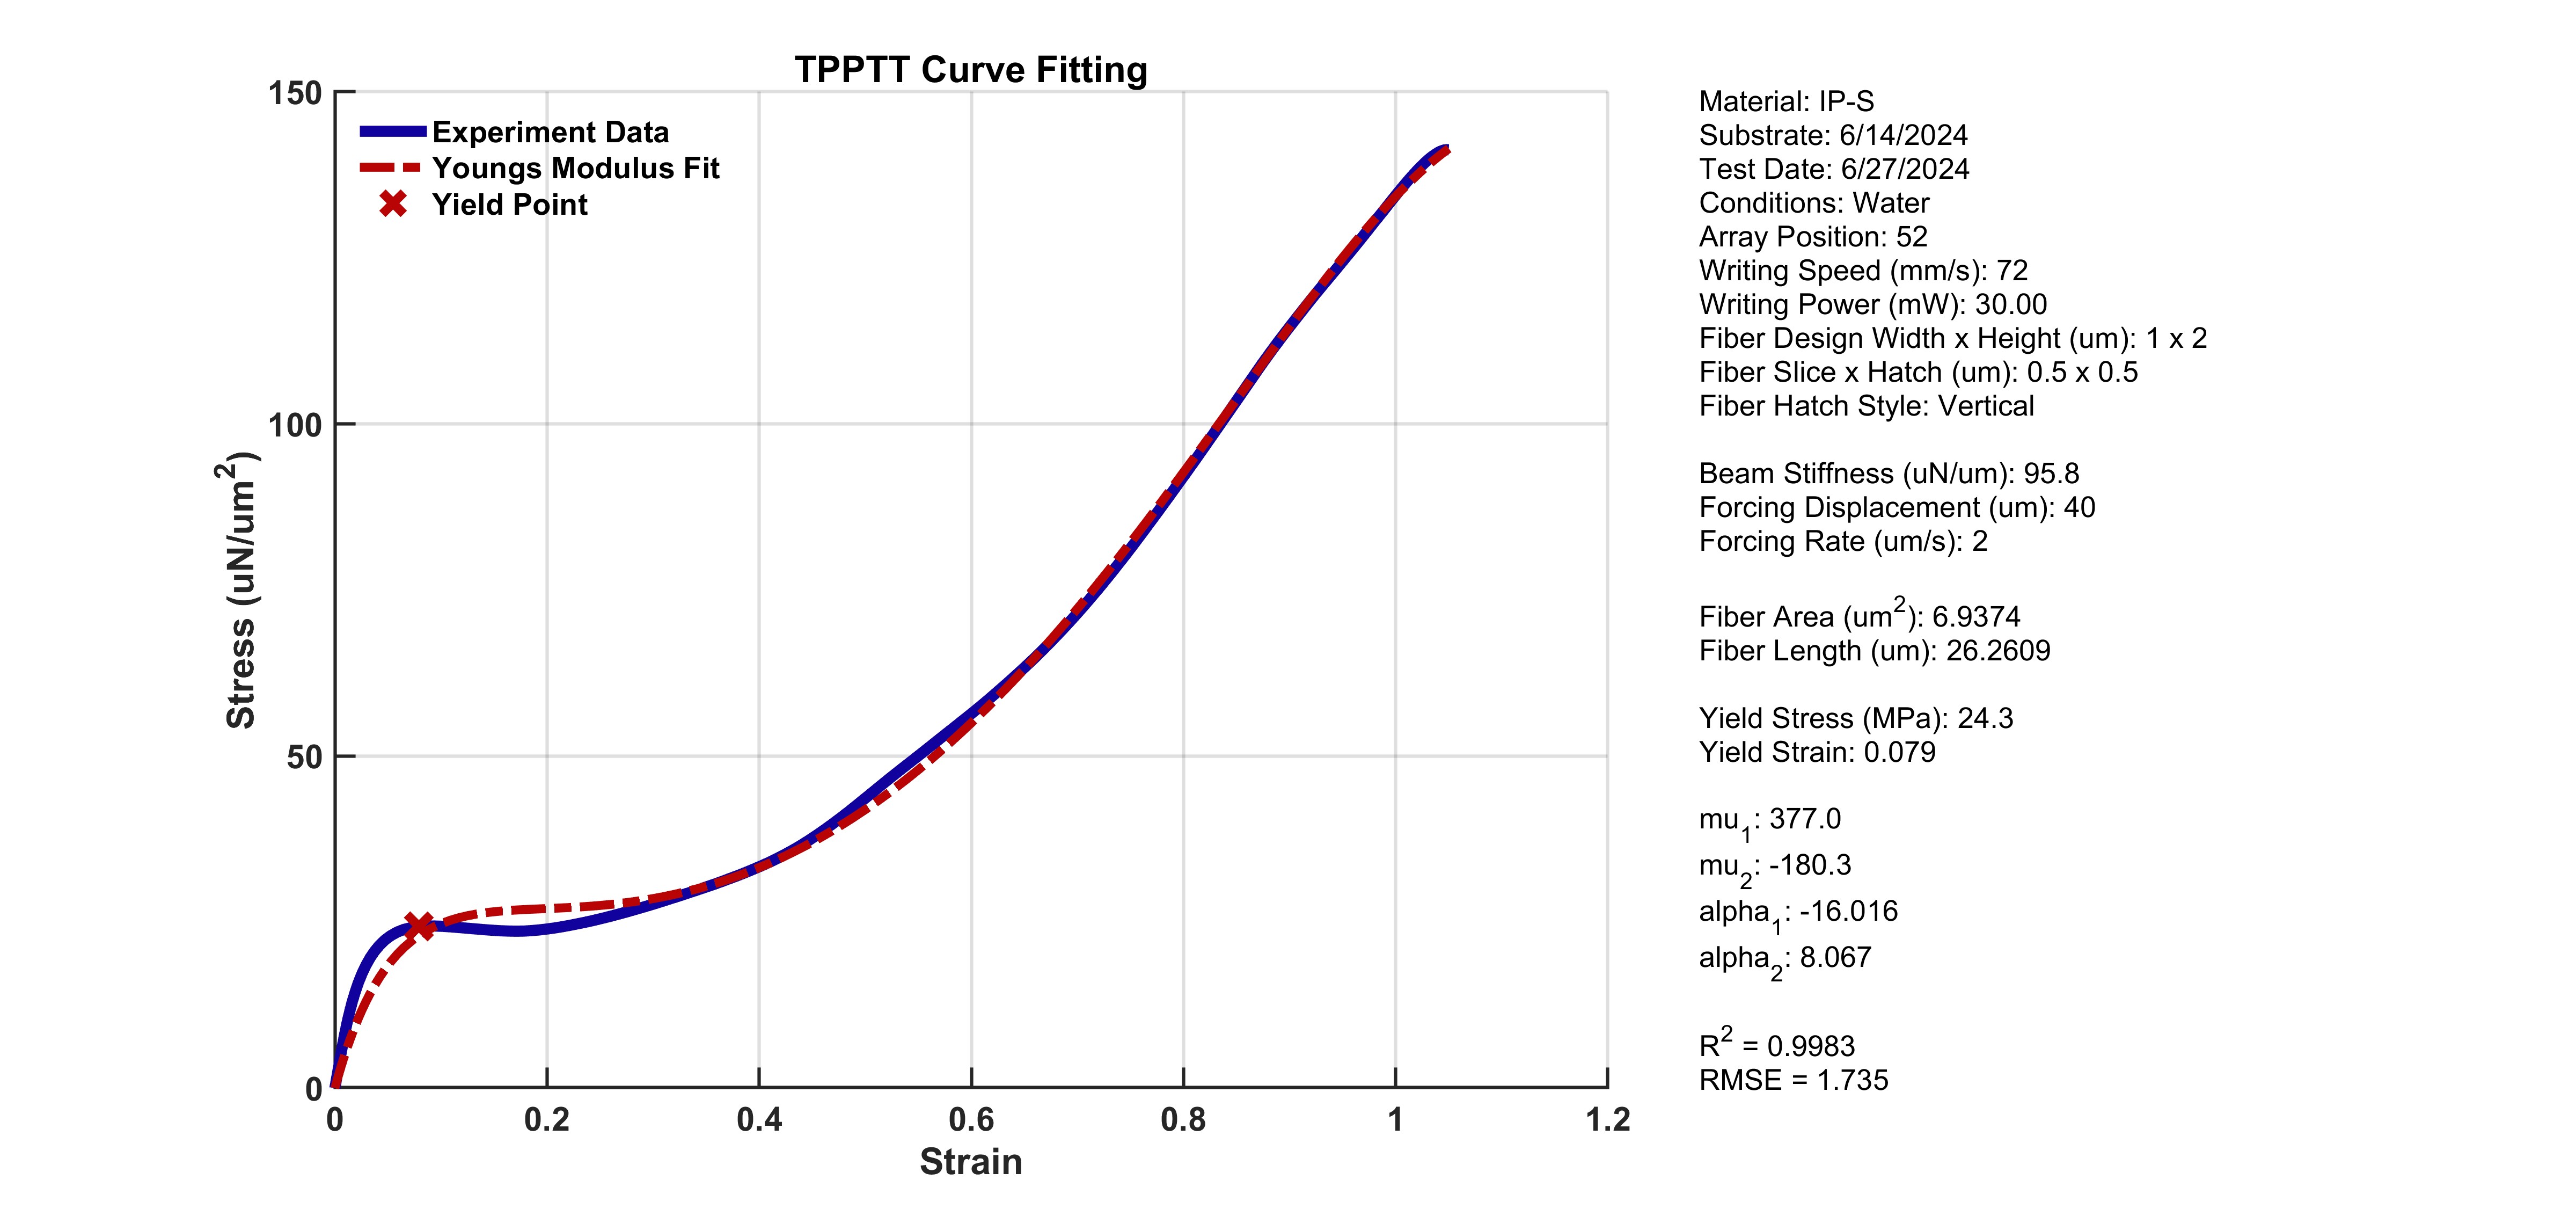 TPPTT Curve Fitting
150
100
50
0
Stress (uN/um²)
Experiment Data
Youngs Modulus Fit
Yield Point
0 0.2 0.4 0.6 0.8 1 1.2
Strain
Material: IP-S
Substrate: 6/14/2024
Test Date: 6/27/2024
Conditions: Water
Array Position: 52
Writing Speed (mm/s): 72
Writing Power (mW): 30.00
Fiber Design Width x Height (um): 1 x 2
Fiber Slice x Hatch (um): 0.5 x 0.5
Fiber Hatch Style: Vertical
Beam Stiffness (uN/um): 95.8
Forcing Displacement (um): 40
Forcing Rate (um/s): 2
Fiber Area (um²): 6.9374
Fiber Length (um): 26.2609
Yield Stress (MPa): 24.3
Yield Strain: 0.079
mu₁: 377.0
mu₂: -180.3
alpha₁: -16.016
alpha₂: 8.067
R² = 0.9983
RMSE = 1.735